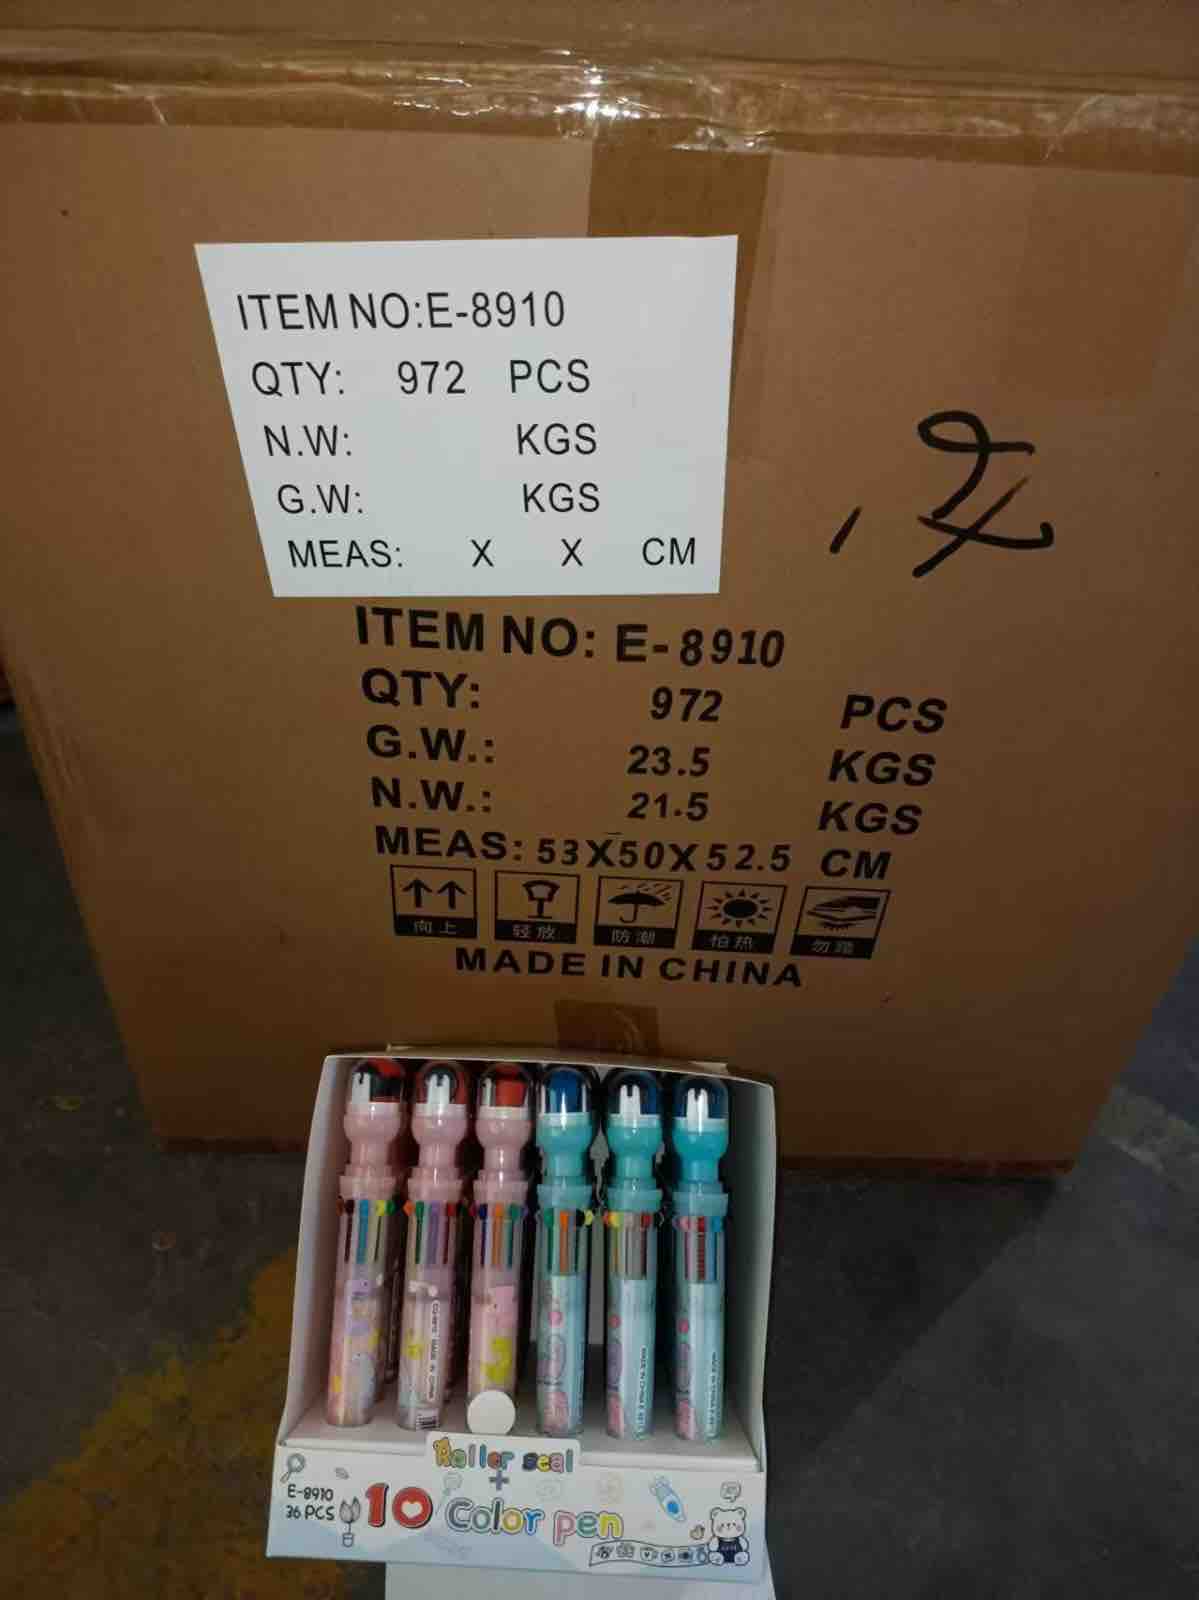 ITEM NO:E-8910
QTY: 972 PCS
N.W: KGS
G.W: KGS
MEAS: X X CM
ITEM NO: E-8910
QTY: 972 PCS
G.W.: 23.5 KGS
N.W.: 21.5 KGS
MEAS: 53X50X52.5 CM
向上 轻放 防潮 怕热 勿踏
MADE IN CHINA
Roller seal
+
E-8910
36 PCS
10 Color pen